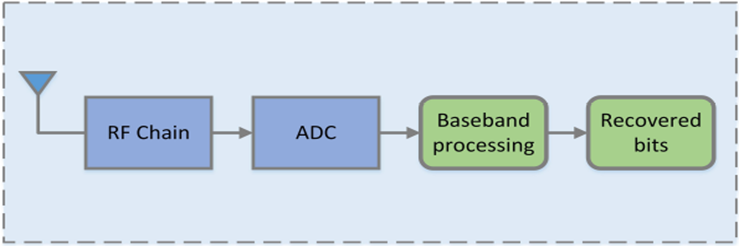 RF Chain
ADC
Baseband
processing
Recovered
bits